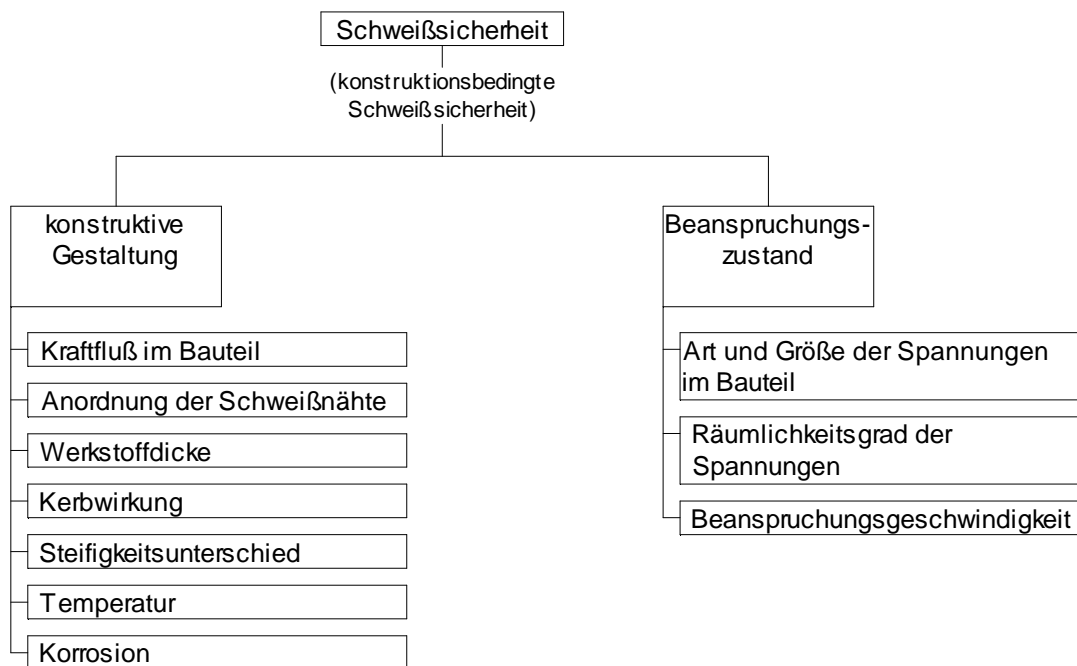 Schweißsicherheit
(konstruktionsbedingte
Schweißsicherheit)
konstruktive
Gestaltung
Kraftfluß im Bauteil
Anordnung der Schweißnähte
Werkstoffdicke
Kerbwirkung
Steifigkeitsunterschied
Temperatur
Korrosion
Beanspruchungs-
zustand
Art und Größe der Spannungen
im Bauteil
Räumlichkeitsgrad der
Spannungen
Beanspruchungsgeschwindigkeit